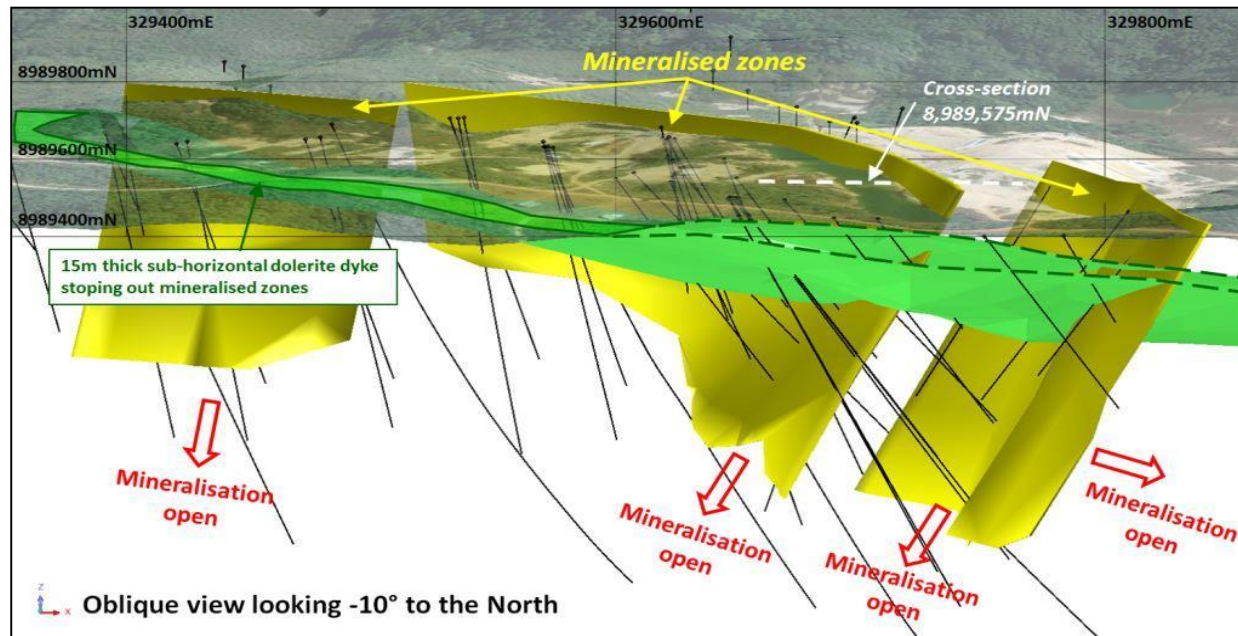 329400mE
329600mE
329800mE
8989800mN
Mineralised zones
Cross-section
8,989,575mN
8989600mN
8989400mN
15m thick sub-horizontal dolerite dyke
stoping out mineralised zones
Mineralisation
open
Mineralisation
open
Mineralisation
open
Mineralisation
open
z
x
Oblique view looking -10° to the North